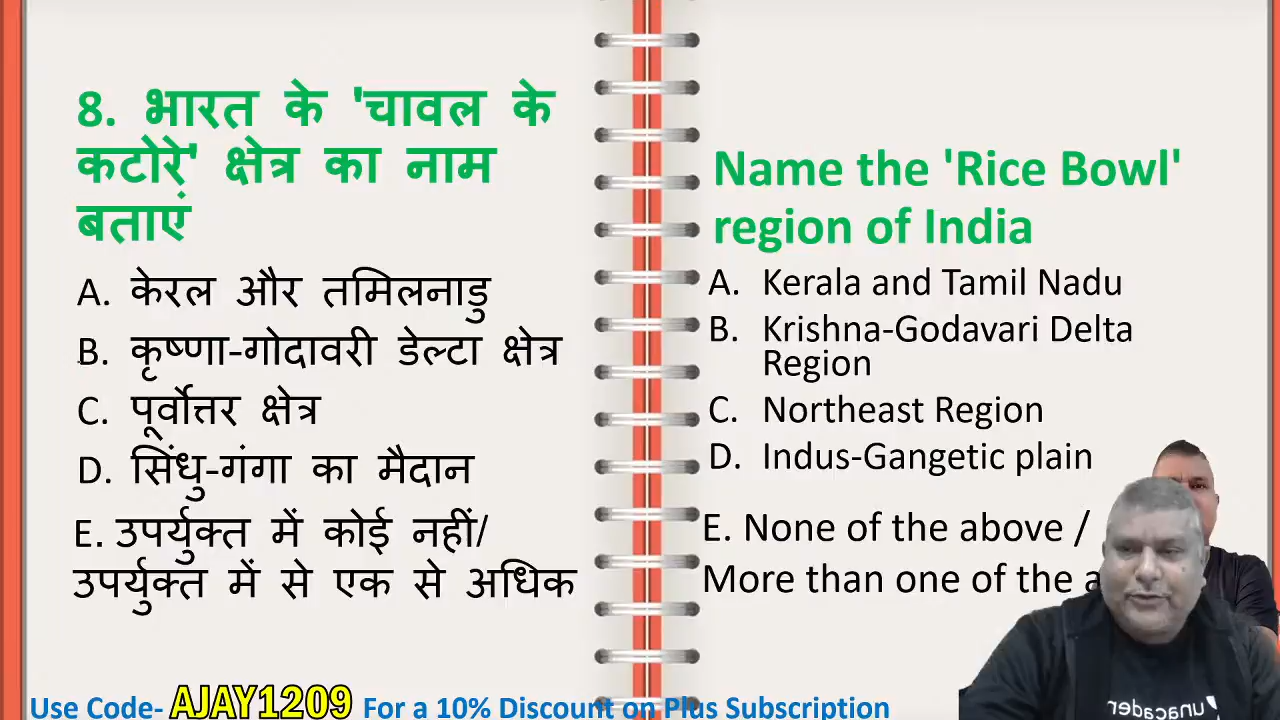 8. भारत के 'चावल के
कटोरे' क्षेत्र का नाम
बताएं
A. केरल और तमिलनाडु
B. कृष्णा-गोदावरी डेल्टा क्षेत्र
C. पूर्वोत्तर क्षेत्र
D. सिंधु-गंगा का मैदान
E. उपर्युक्त में कोई नहीं/
उपर्युक्त में से एक से अधिक
Name the 'Rice Bowl'
region of India
A. Kerala and Tamil Nadu
B. Krishna-Godavari Delta
Region
C. Northeast Region
D. Indus-Gangetic plain
E. None of the above /
More than one of the
unacader
Use Code- AJAY1209 For a 10% Discount on Plus Subscription